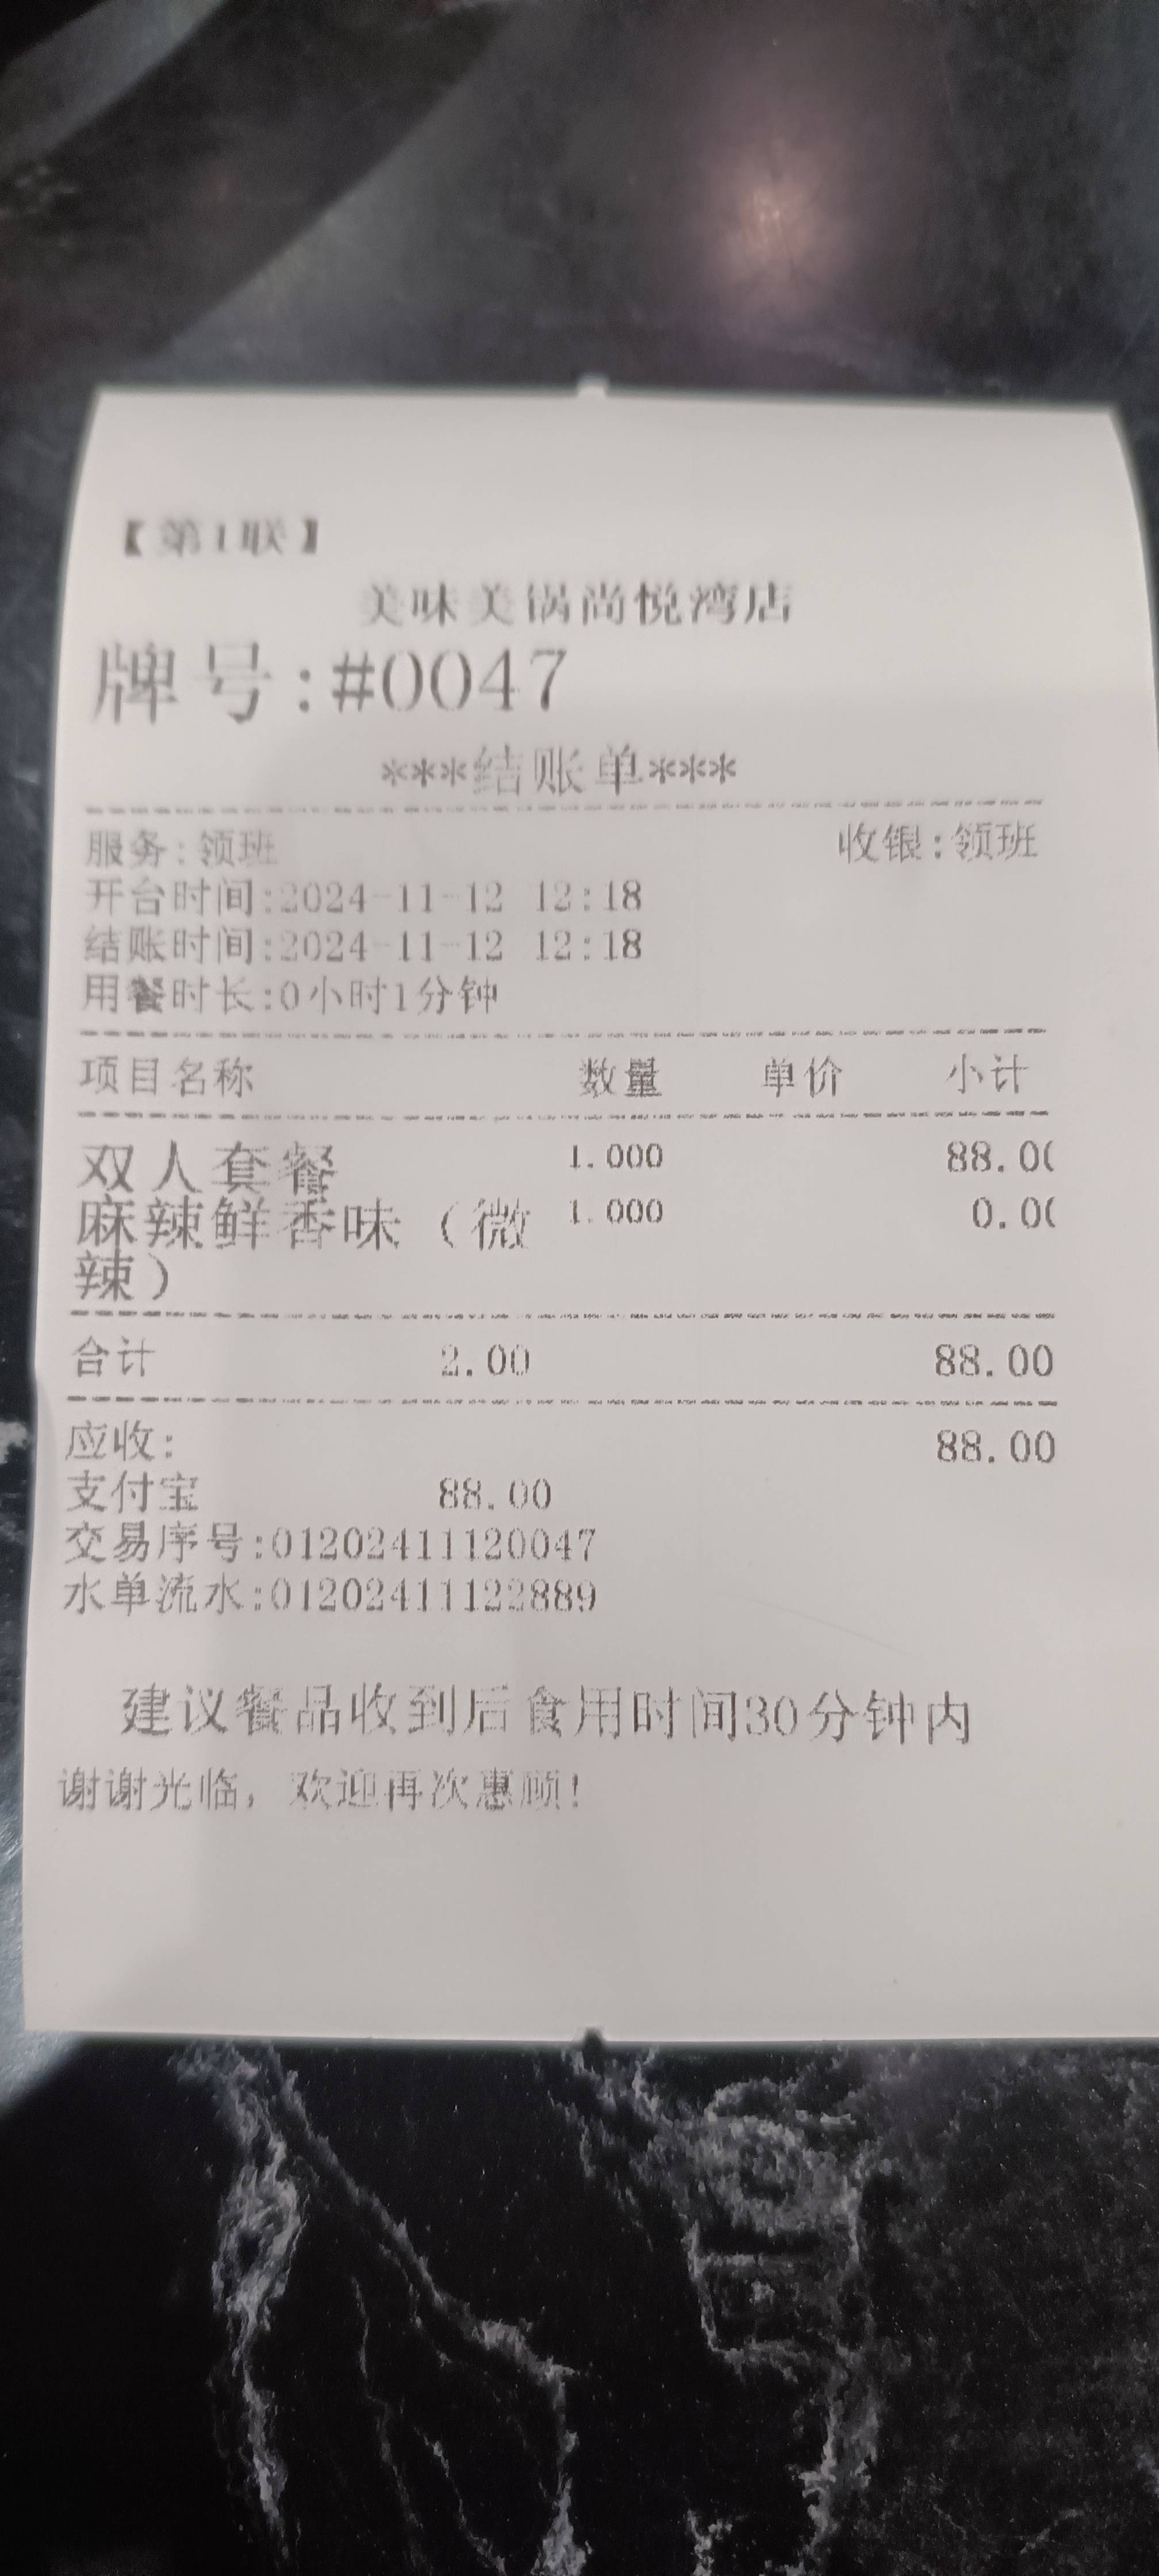 【第1联】
美味美锅尚悦湾店
牌号:#0047
***结账单***
服务:领班 收银:领班
开台时间:2024-11-12 12:18
结账时间:2024-11-12 12:18
用餐时长:0小时1分钟
项目名称 数量 单价 小计
双人套餐 1.000 88.0(
麻辣鲜香味（微 1.000 0.0(
辣）
合计 2.00 88.00
应收: 88.00
支付宝 88.00
交易序号:01202411120047
水单流水:01202411122889
建议餐品收到后食用时间30分钟内
谢谢光临，欢迎再次惠顾!